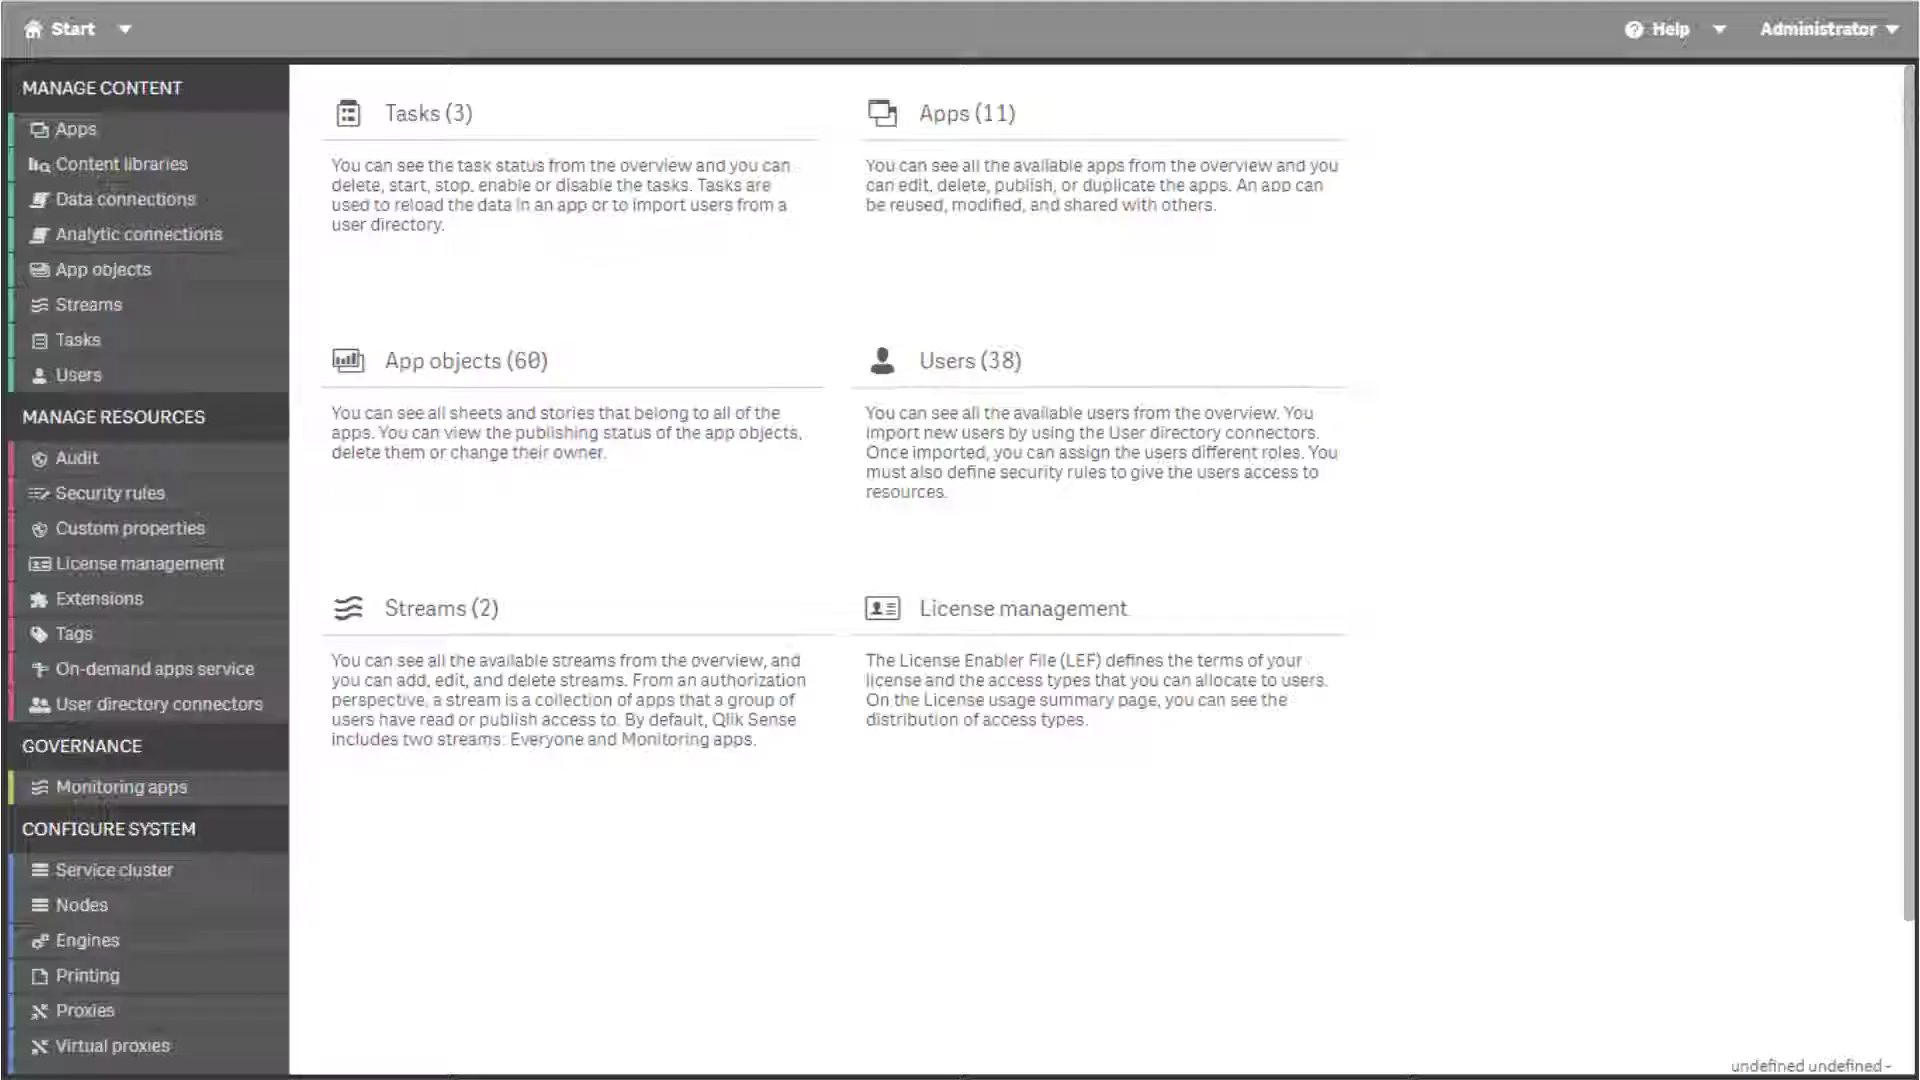 Start
Help
Administrator
MANAGE CONTENT
Apps
Content libraries
Data connections
Analytic connections
App objects
Streams
Tasks
Users
MANAGE RESOURCES
Audit
Security rules
Custom properties
License management
Extensions
Tags
On-demand apps service
User directory connectors
GOVERNANCE
Monitoring apps
CONFIGURE SYSTEM
Service cluster
Nodes
Engines
Printing
Proxies
Virtual proxies
Tasks (3)
You can see the task status from the overview and you can
delete, start, stop, enable or disable the tasks. Tasks are
used to reload the data in an app or to import users from a
user directory.
Apps (11)
You can see all the available apps from the overview and you
can edit, delete, publish, or duplicate the apps. An app can
be reused, modified, and shared with others.
App objects (60)
You can see all sheets and stories that belong to all of the
apps. You can view the publishing status of the app objects,
delete them or change their owner.
Users (38)
You can see all the available users from the overview. You
import new users by using the User directory connectors.
Once imported, you can assign the users different roles. You
must also define security rules to give the users access to
resources.
Streams (2)
You can see all the available streams from the overview, and
you can add, edit, and delete streams. From an authorization
perspective, a stream is a collection of apps that a group of
users have read or publish access to. By default, Qlik Sense
includes two streams: Everyone and Monitoring apps.
License management
The License Enabler File (LEF) defines the terms of your
license and the access types that you can allocate to users.
On the License usage summary page, you can see the
distribution of access types.
undefined undefined -